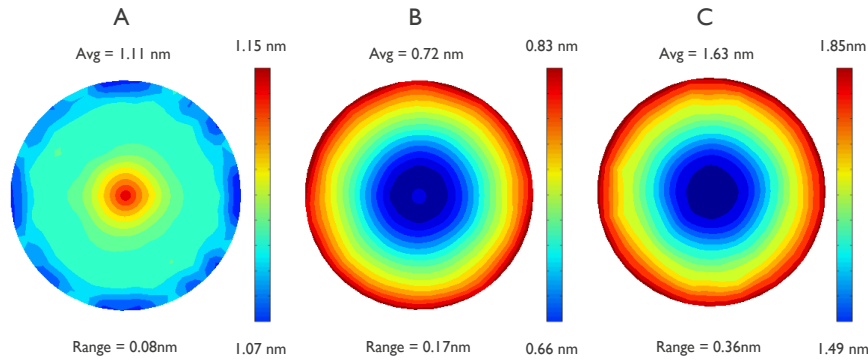 A
B
C
Avg = 1.11 nm
1.15 nm
Avg = 0.72 nm
0.83 nm
Avg = 1.63 nm
1.85nm
Range = 0.08nm
1.07 nm
Range = 0.17nm
0.66 nm
Range = 0.36nm
1.49 nm